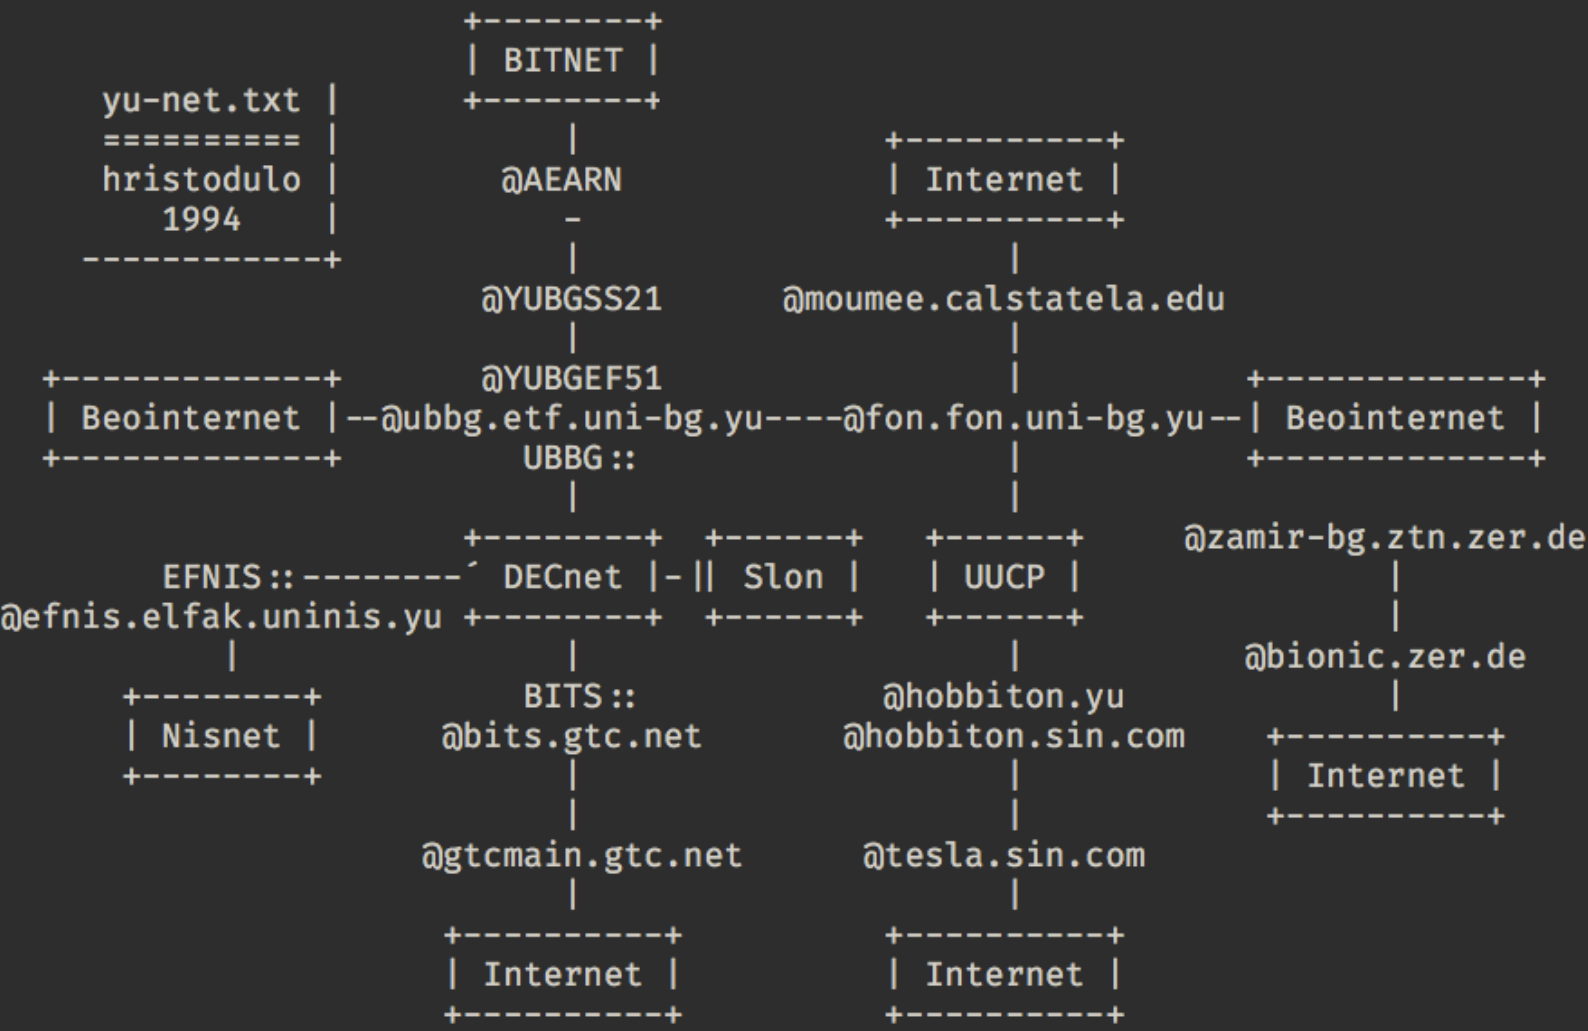 +--------+
| BITNET |
yu-net.txt | +--------+
========== | | +----------+
hristodulo | @AEARN | Internet |
1994 | - +----------+
------------+ | |
@YUBGSS21 @moumee.calstatela.edu
| |
+-------------+ @YUBGEF51 | +-------------+
| Beointernet |--@ubbg.etf.uni-bg.yu----@fon.fon.uni-bg.yu--| Beointernet |
+-------------+ UBBG:: | +-------------+
| |
+--------+ +------+ +------+ @zamir-bg.ztn.zer.de
EFNIS::--------´ DECnet |-|| Slon | | UUCP | |
@efnis.elfak.uninis.yu +--------+ +------+ +------+ |
| | | @bionic.zer.de
+--------+ BITS:: @hobbiton.yu |
| Nisnet | @bits.gtc.net @hobbiton.sin.com +----------+
+--------+ | | | Internet |
| | +----------+
@gtcmain.gtc.net @tesla.sin.com
| |
+----------+ +----------+
| Internet | | Internet |
+----------+ +----------+